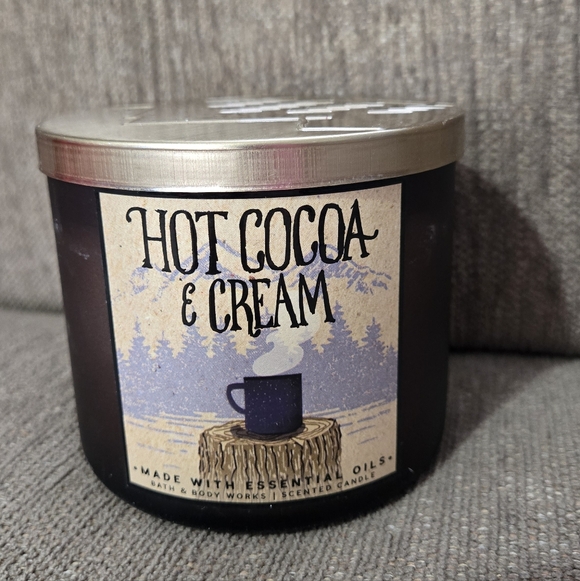 HOT COCOA
& CREAM
• MADE WITH ESSENTIAL OILS •
BATH & BODY WORKS | SCENTED CANDLE